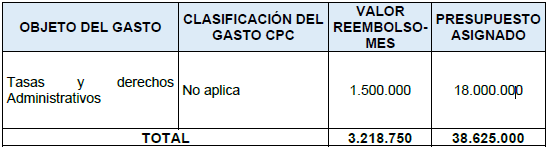 OBJETO DEL GASTO
CLASIFICACIÓN DEL
GASTO CPC
VALOR
REEMBOLSO-
MES
PRESUPUESTO
ASIGNADO
Tasas y derechos
Administrativos
No aplica
1.500.000
18.000.000
TOTAL
3.218.750
38.625.000